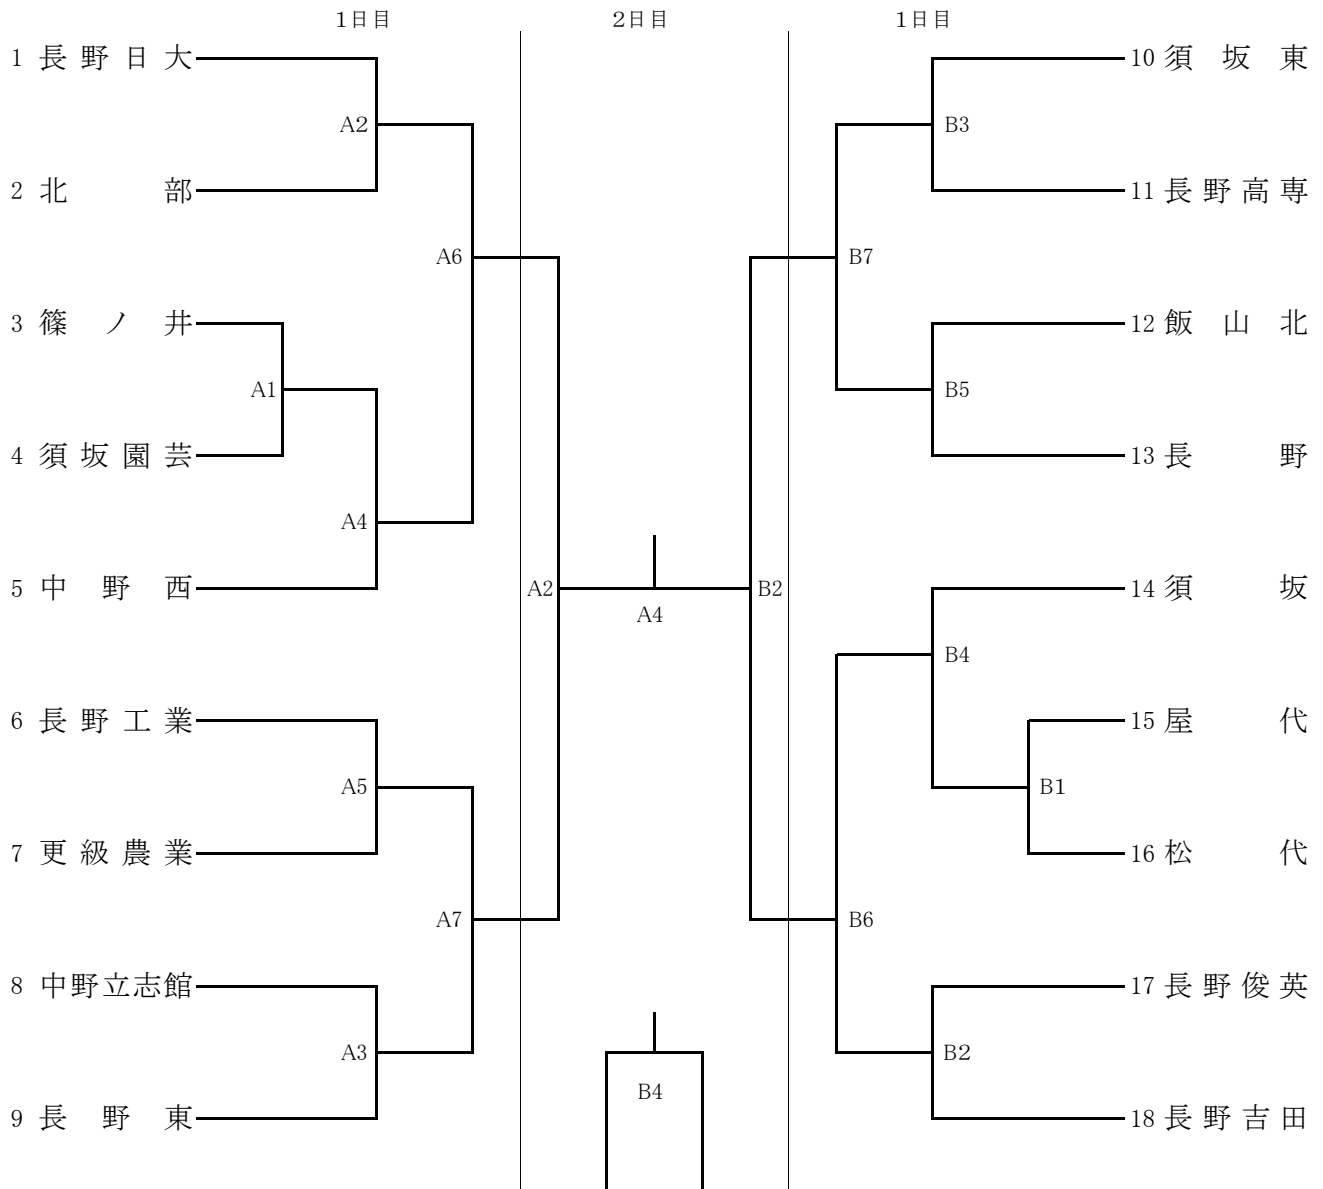 1日目
2日目
1日目
1 長野日大
A2
2 北部
A6
3 篠ノ井
A1
4 須坂園芸
A4
5 中野西
6 長野工業
A5
7 更級農業
A7
8 中野立志館
A3
9 長野東
A2
A4
B2
B4
10 須坂東
B3
11 長野高専
B7
12 飯山北
B5
13 長野
14 須坂
B4
15 屋代
B1
16 松代
B6
17 長野俊英
B2
18 長野吉田